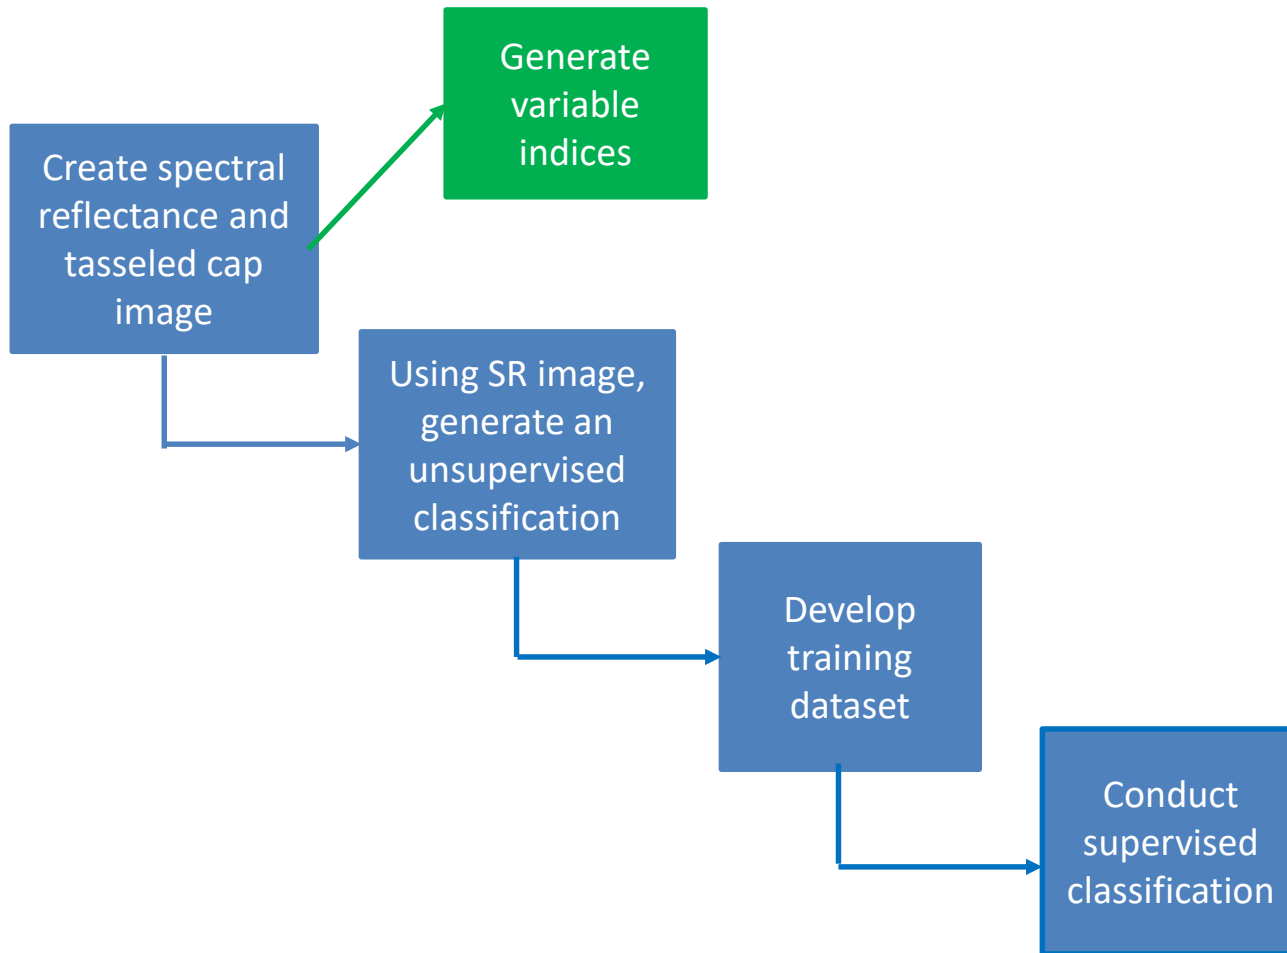 Generate
variable
indices
Create spectral
reflectance and
tasseled cap
image
Using SR image,
generate an
unsupervised
classification
Develop
training
dataset
Conduct
supervised
classification